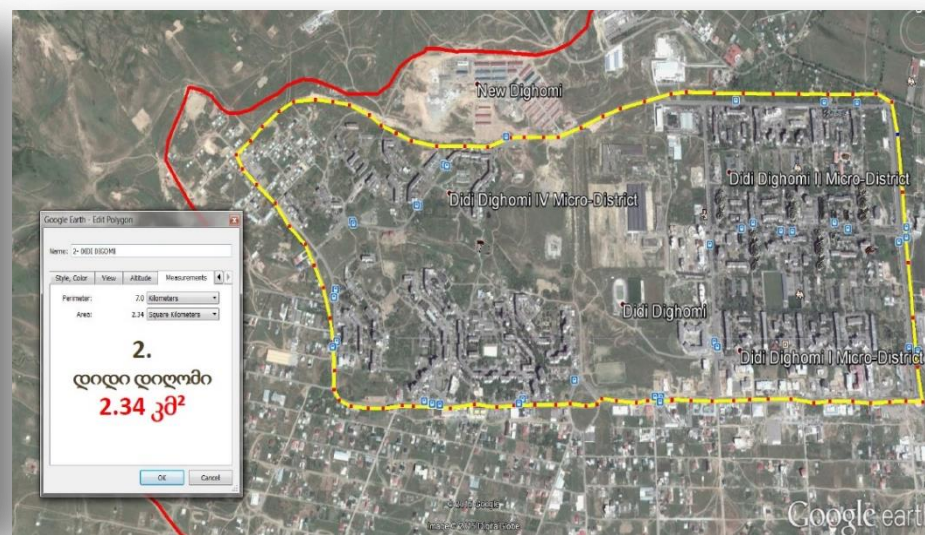 New Dighomi
Didi Dighomi II Micro-District
Didi Dighomi IV Micro-District
Didi Dighomi
Didi Dighomi I Micro-District
Google Earth - Edit Polygon
Name: 2- DIDI DIGOMI
Style, Color View Altitude Measurements
Perimeter: 7.0 Kilometers
Area: 2.34 Square Kilometers
2.
დიდი დიღომი
2.34 კმ²
OK Cancel
Google earth